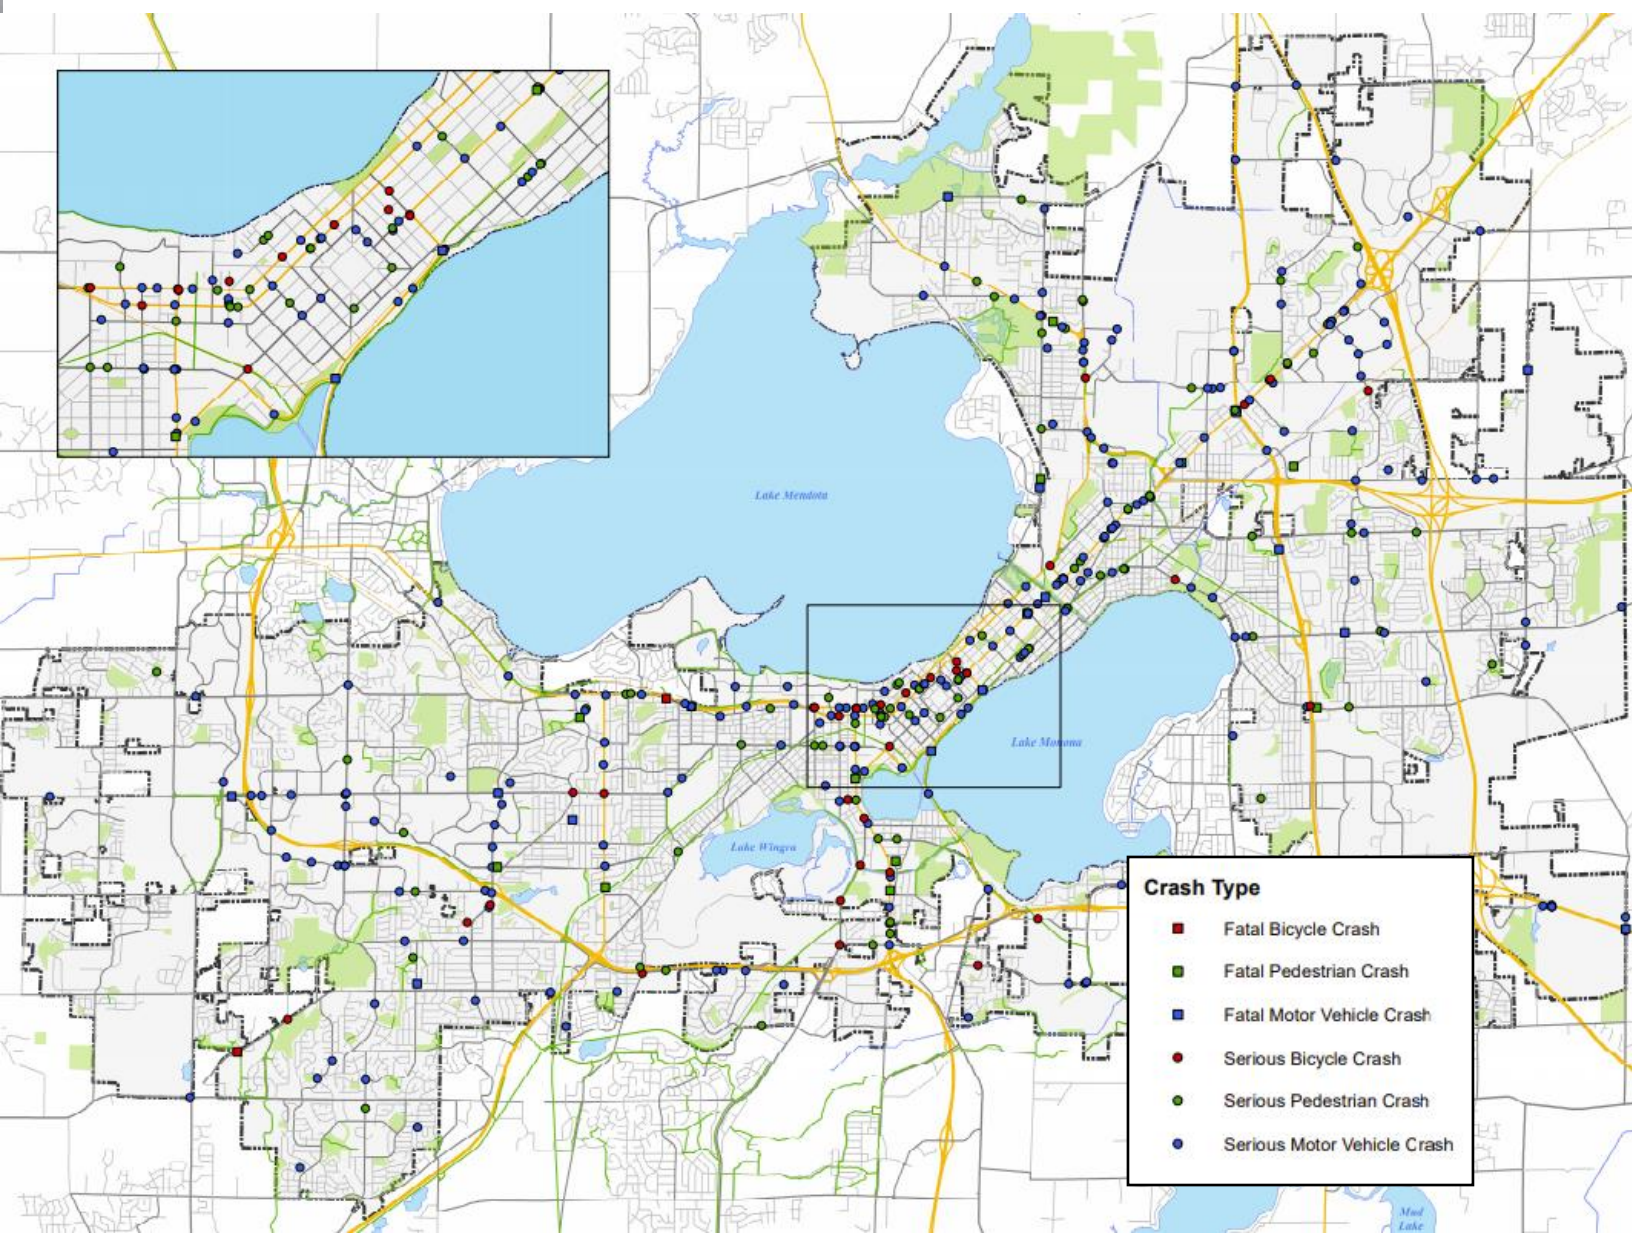 Lake Mendota
Lake Monona
Lake Wingra
Crash Type
Fatal Bicycle Crash
Fatal Pedestrian Crash
Fatal Motor Vehicle Crash
Serious Bicycle Crash
Serious Pedestrian Crash
Serious Motor Vehicle Crash
Mud
Lake